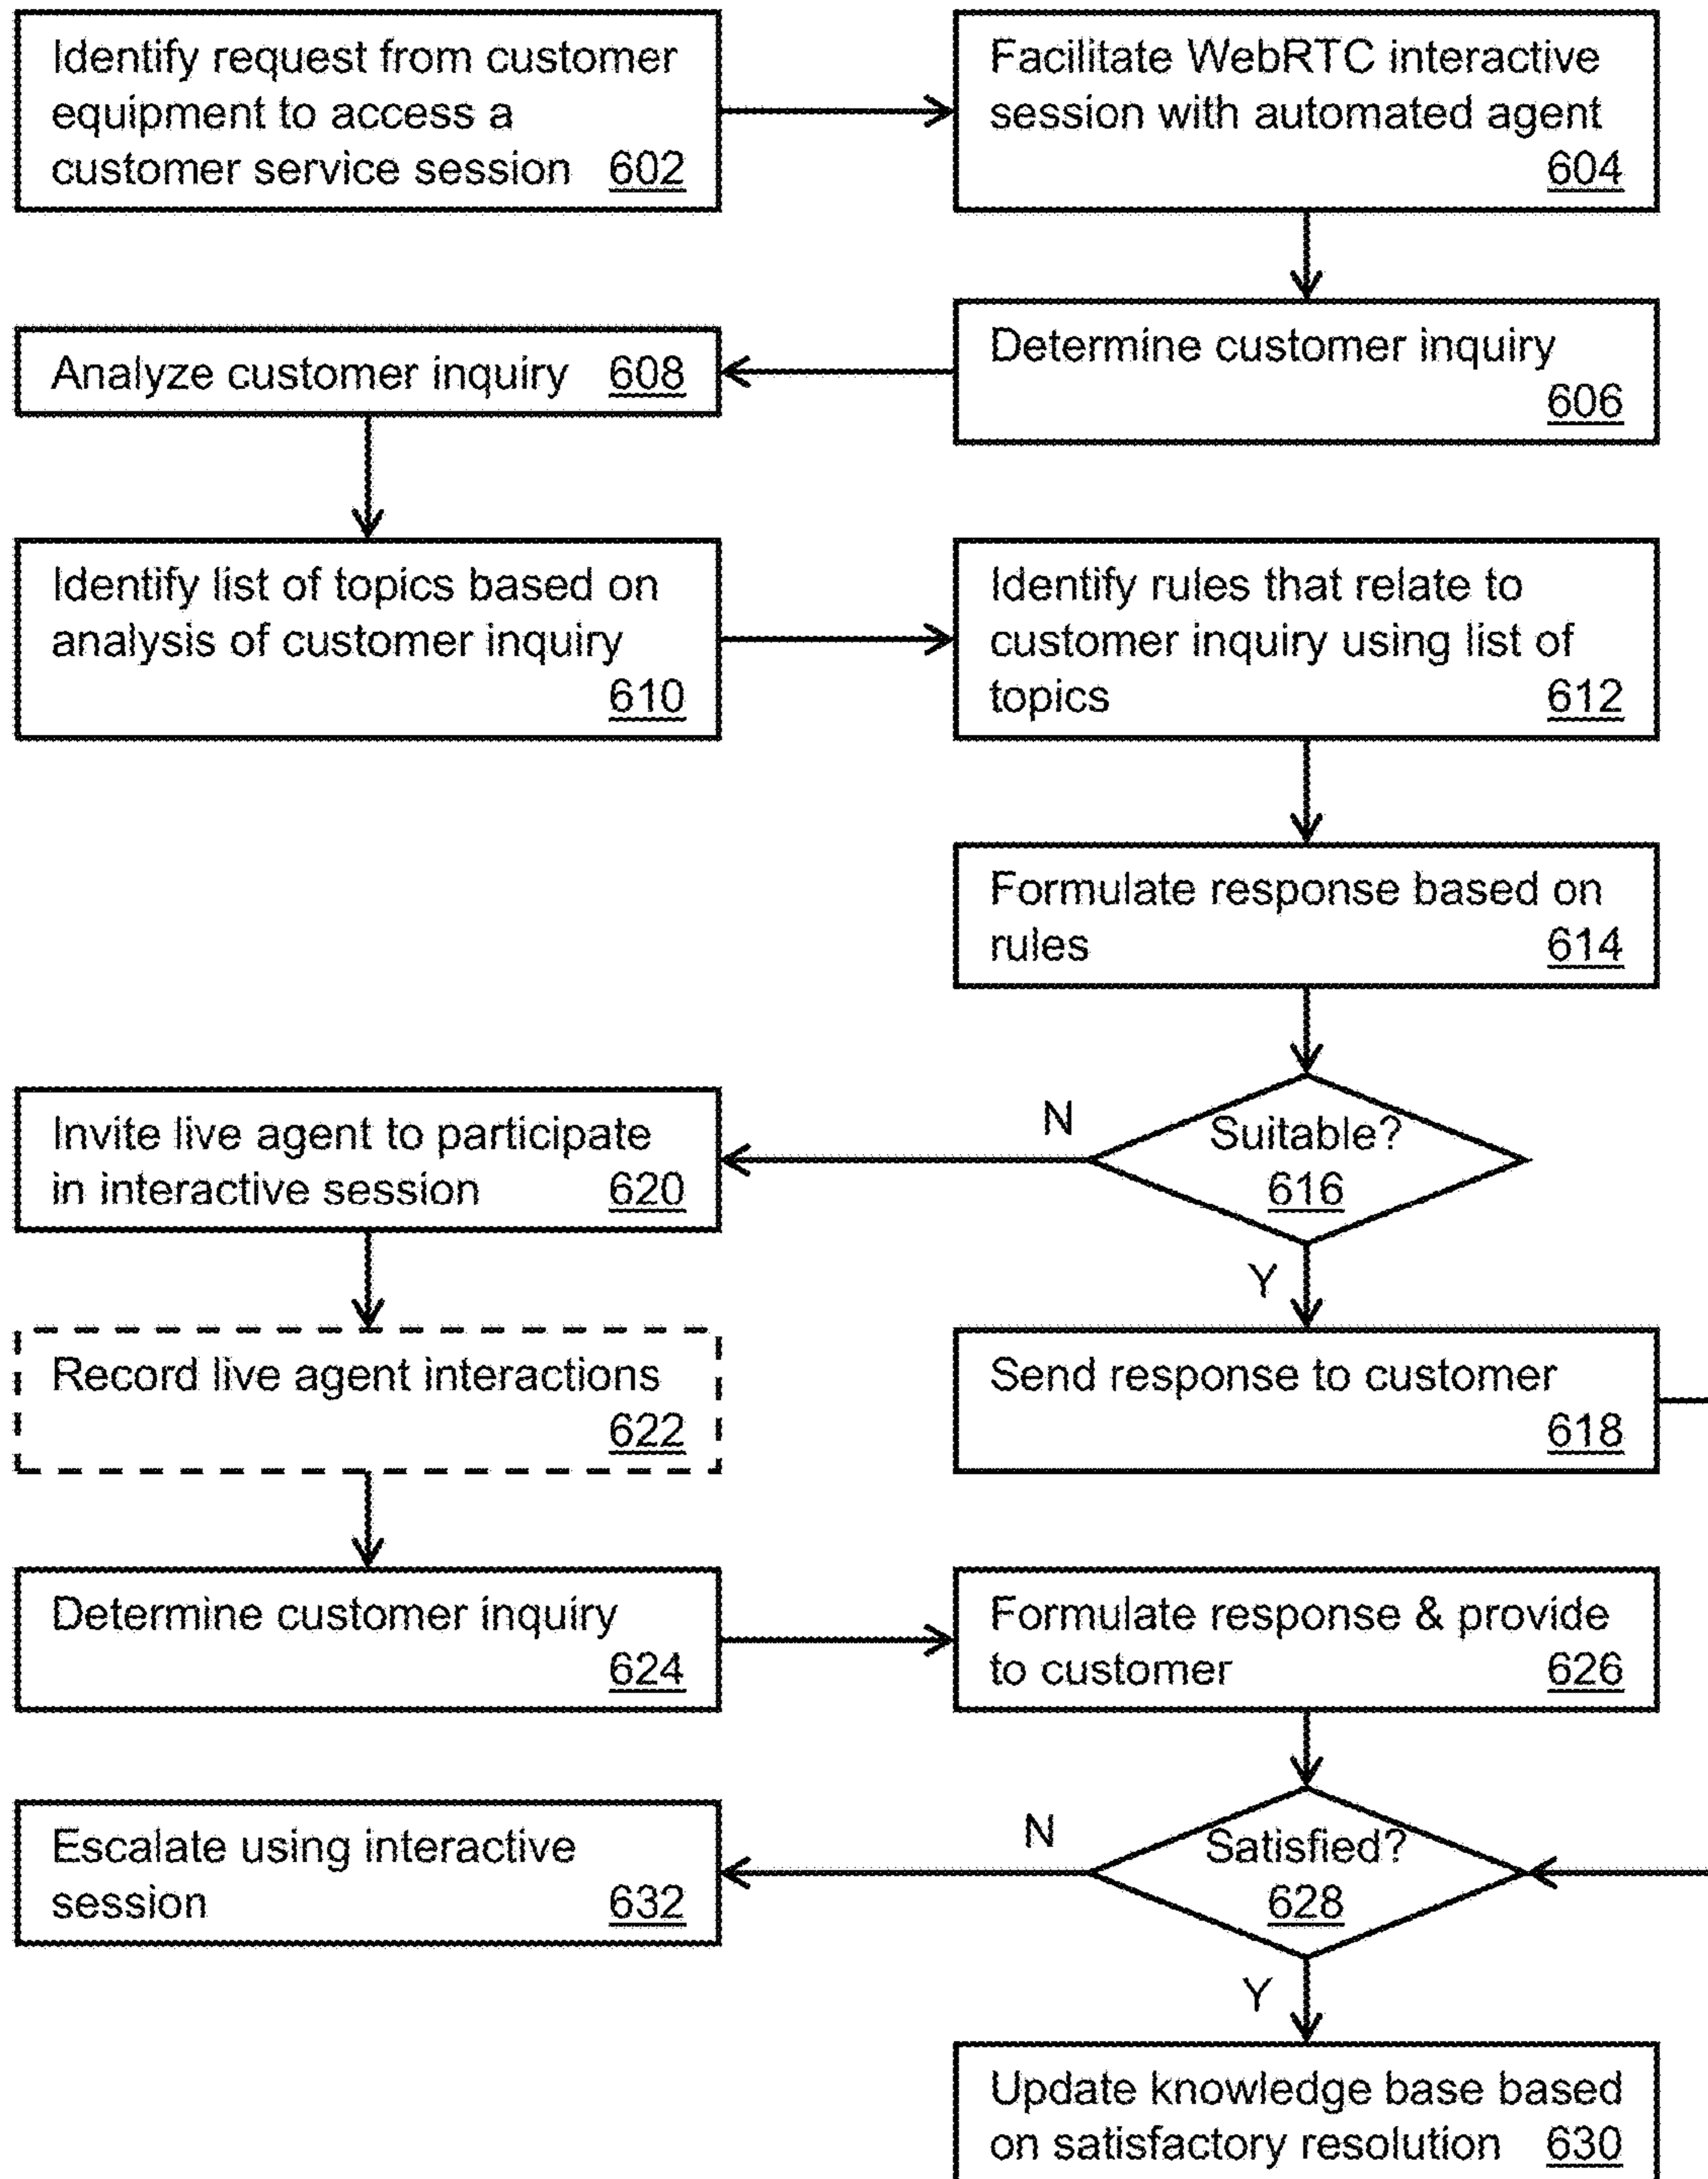 Identify request from customer
equipment to access a
customer service session 602
Facilitate WebRTC interactive
session with automated agent
604
Determine customer inquiry
606
Analyze customer inquiry 608
Identify list of topics based on
analysis of customer inquiry
610
Identify rules that relate to
customer inquiry using list of
topics 612
Formulate response based on
rules 614
Suitable?
616
N
Y
Invite live agent to participate
in interactive session 620
Send response to customer
618
Record live agent interactions
622
Determine customer inquiry
624
Formulate response & provide
to customer 626
Satisfied?
628
N
Y
Escalate using interactive
session 632
Update knowledge base based
on satisfactory resolution 630